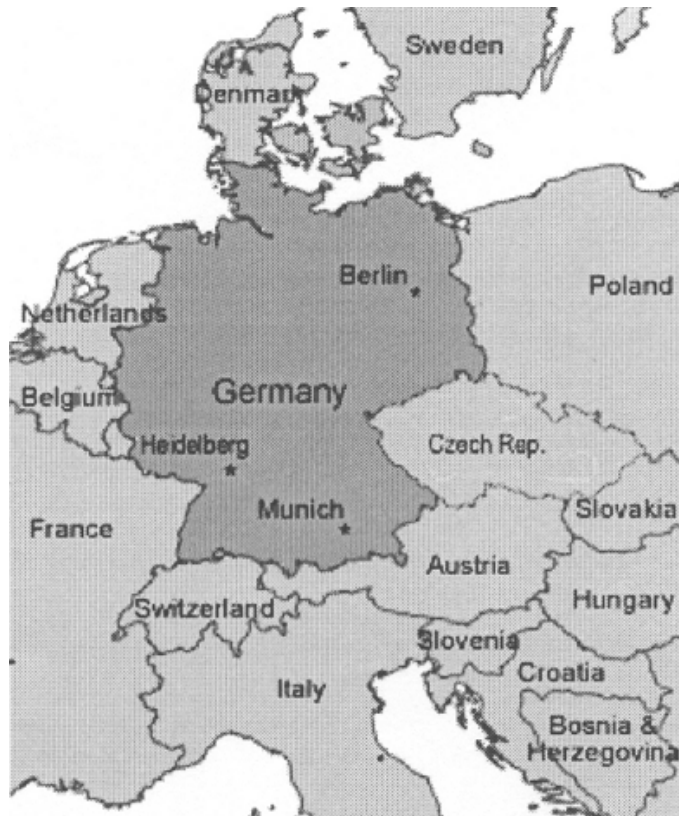 Sweden
Denmark
Berlin
Poland
Netherlands
Germany
Belgium
Heidelberg
Czech Rep.
Munich
Slovakia
France
Austria
Hungary
Switzerland
Slovenia
Croatia
Italy
Bosnia &
Herzegovina